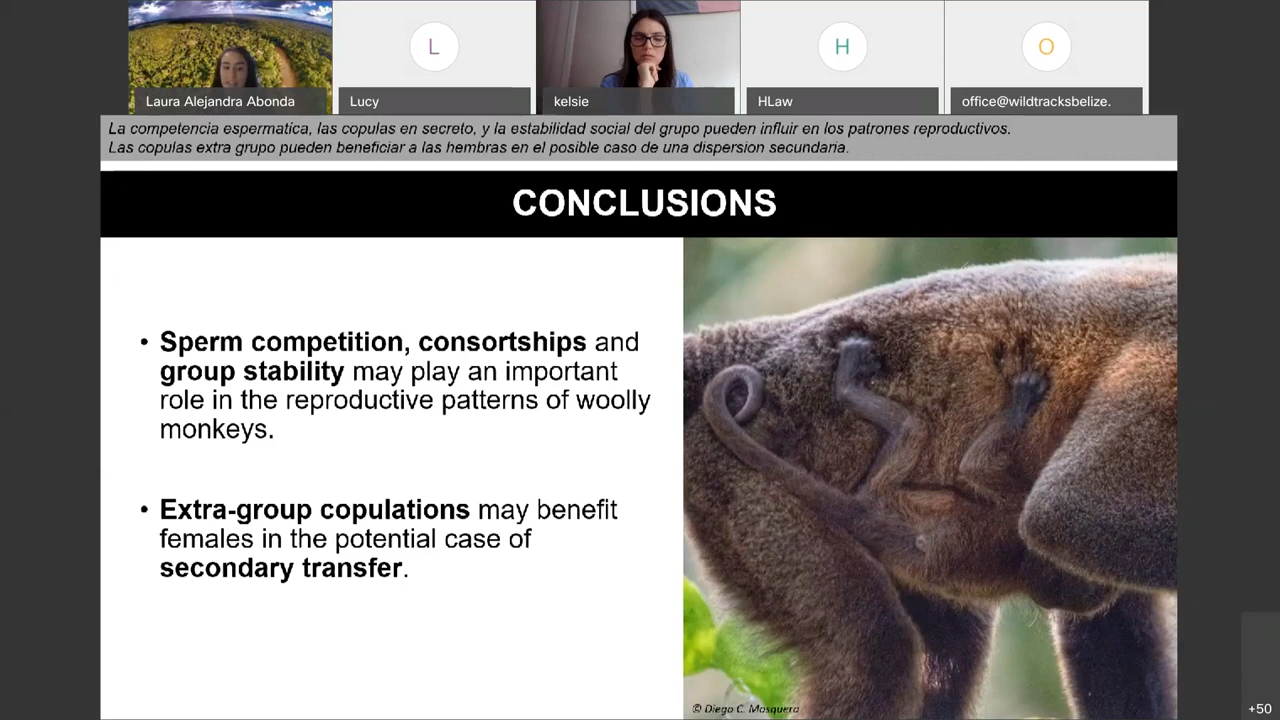 L
H
O
Laura Alejandra Abonda
Lucy
kelsie
HLaw
office@wildtracksbelize.
La competencia espermatica, las copulas en secreto, y la estabilidad social del grupo pueden influir en los patrones reproductivos.
Las copulas extra grupo pueden beneficiar a las hembras en el posible caso de una dispersion secundaria.
CONCLUSIONS
• Sperm competition, consortships and
group stability may play an important
role in the reproductive patterns of woolly
monkeys.
• Extra-group copulations may benefit
females in the potential case of
secondary transfer.
© Diego C. Mosquera
+50